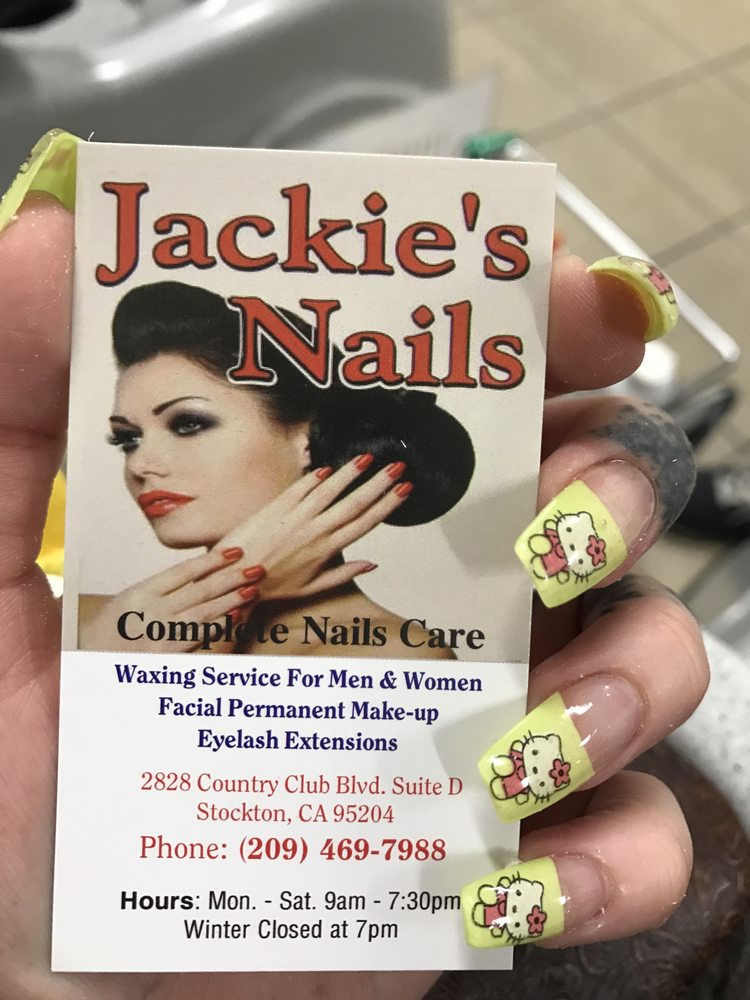 Jackie's
Nails
Complete Nails Care
Waxing Service For Men & Women
Facial Permanent Make-up
Eyelash Extensions
2828 Country Club Blvd. Suite D
Stockton, CA 95204
Phone: (209) 469-7988
Hours: Mon. - Sat. 9am - 7:30pm
Winter Closed at 7pm